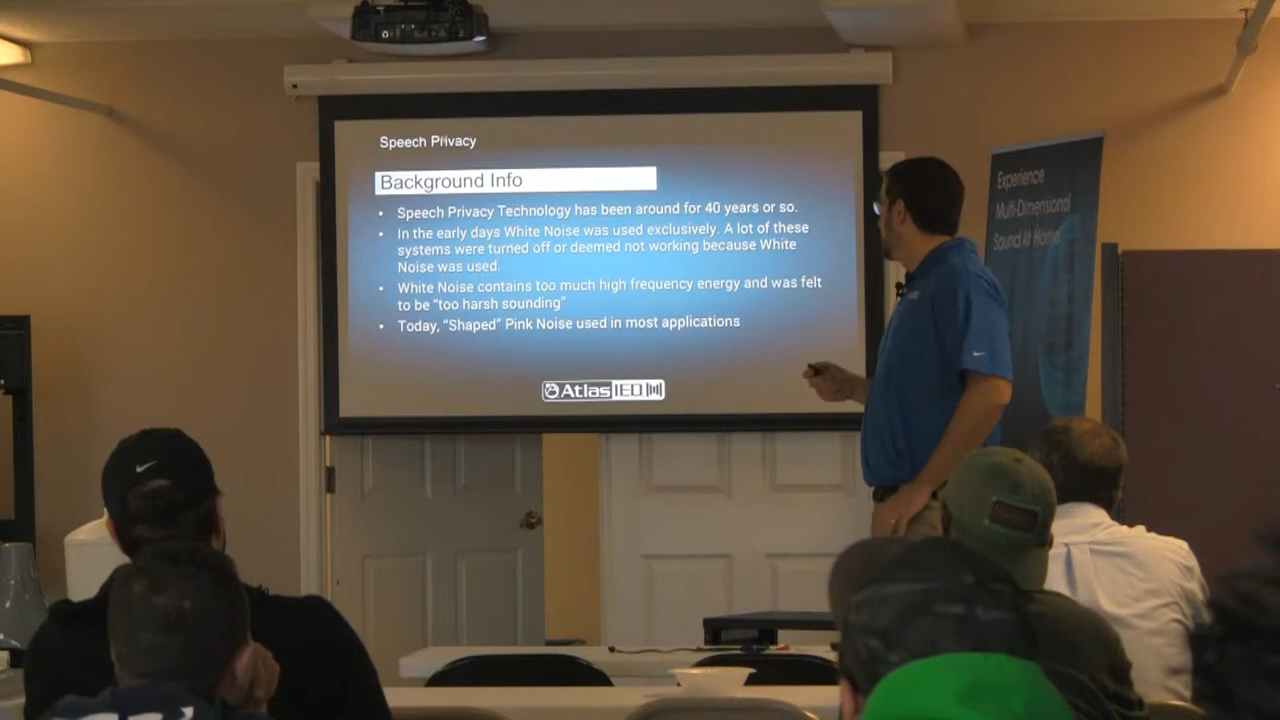 Speech Privacy
Background Info
• Speech Privacy Technology has been around for 40 years or so.
• In the early days White Noise was used exclusively. A lot of these
systems were turned off or deemed not working because White
Noise was used.
• White Noise contains too much high frequency energy and was felt
to be "too harsh sounding"
• Today, "Shaped" Pink Noise used in most applications
AtlasIED
Experience
Multi-Dimensional
Sound At Home